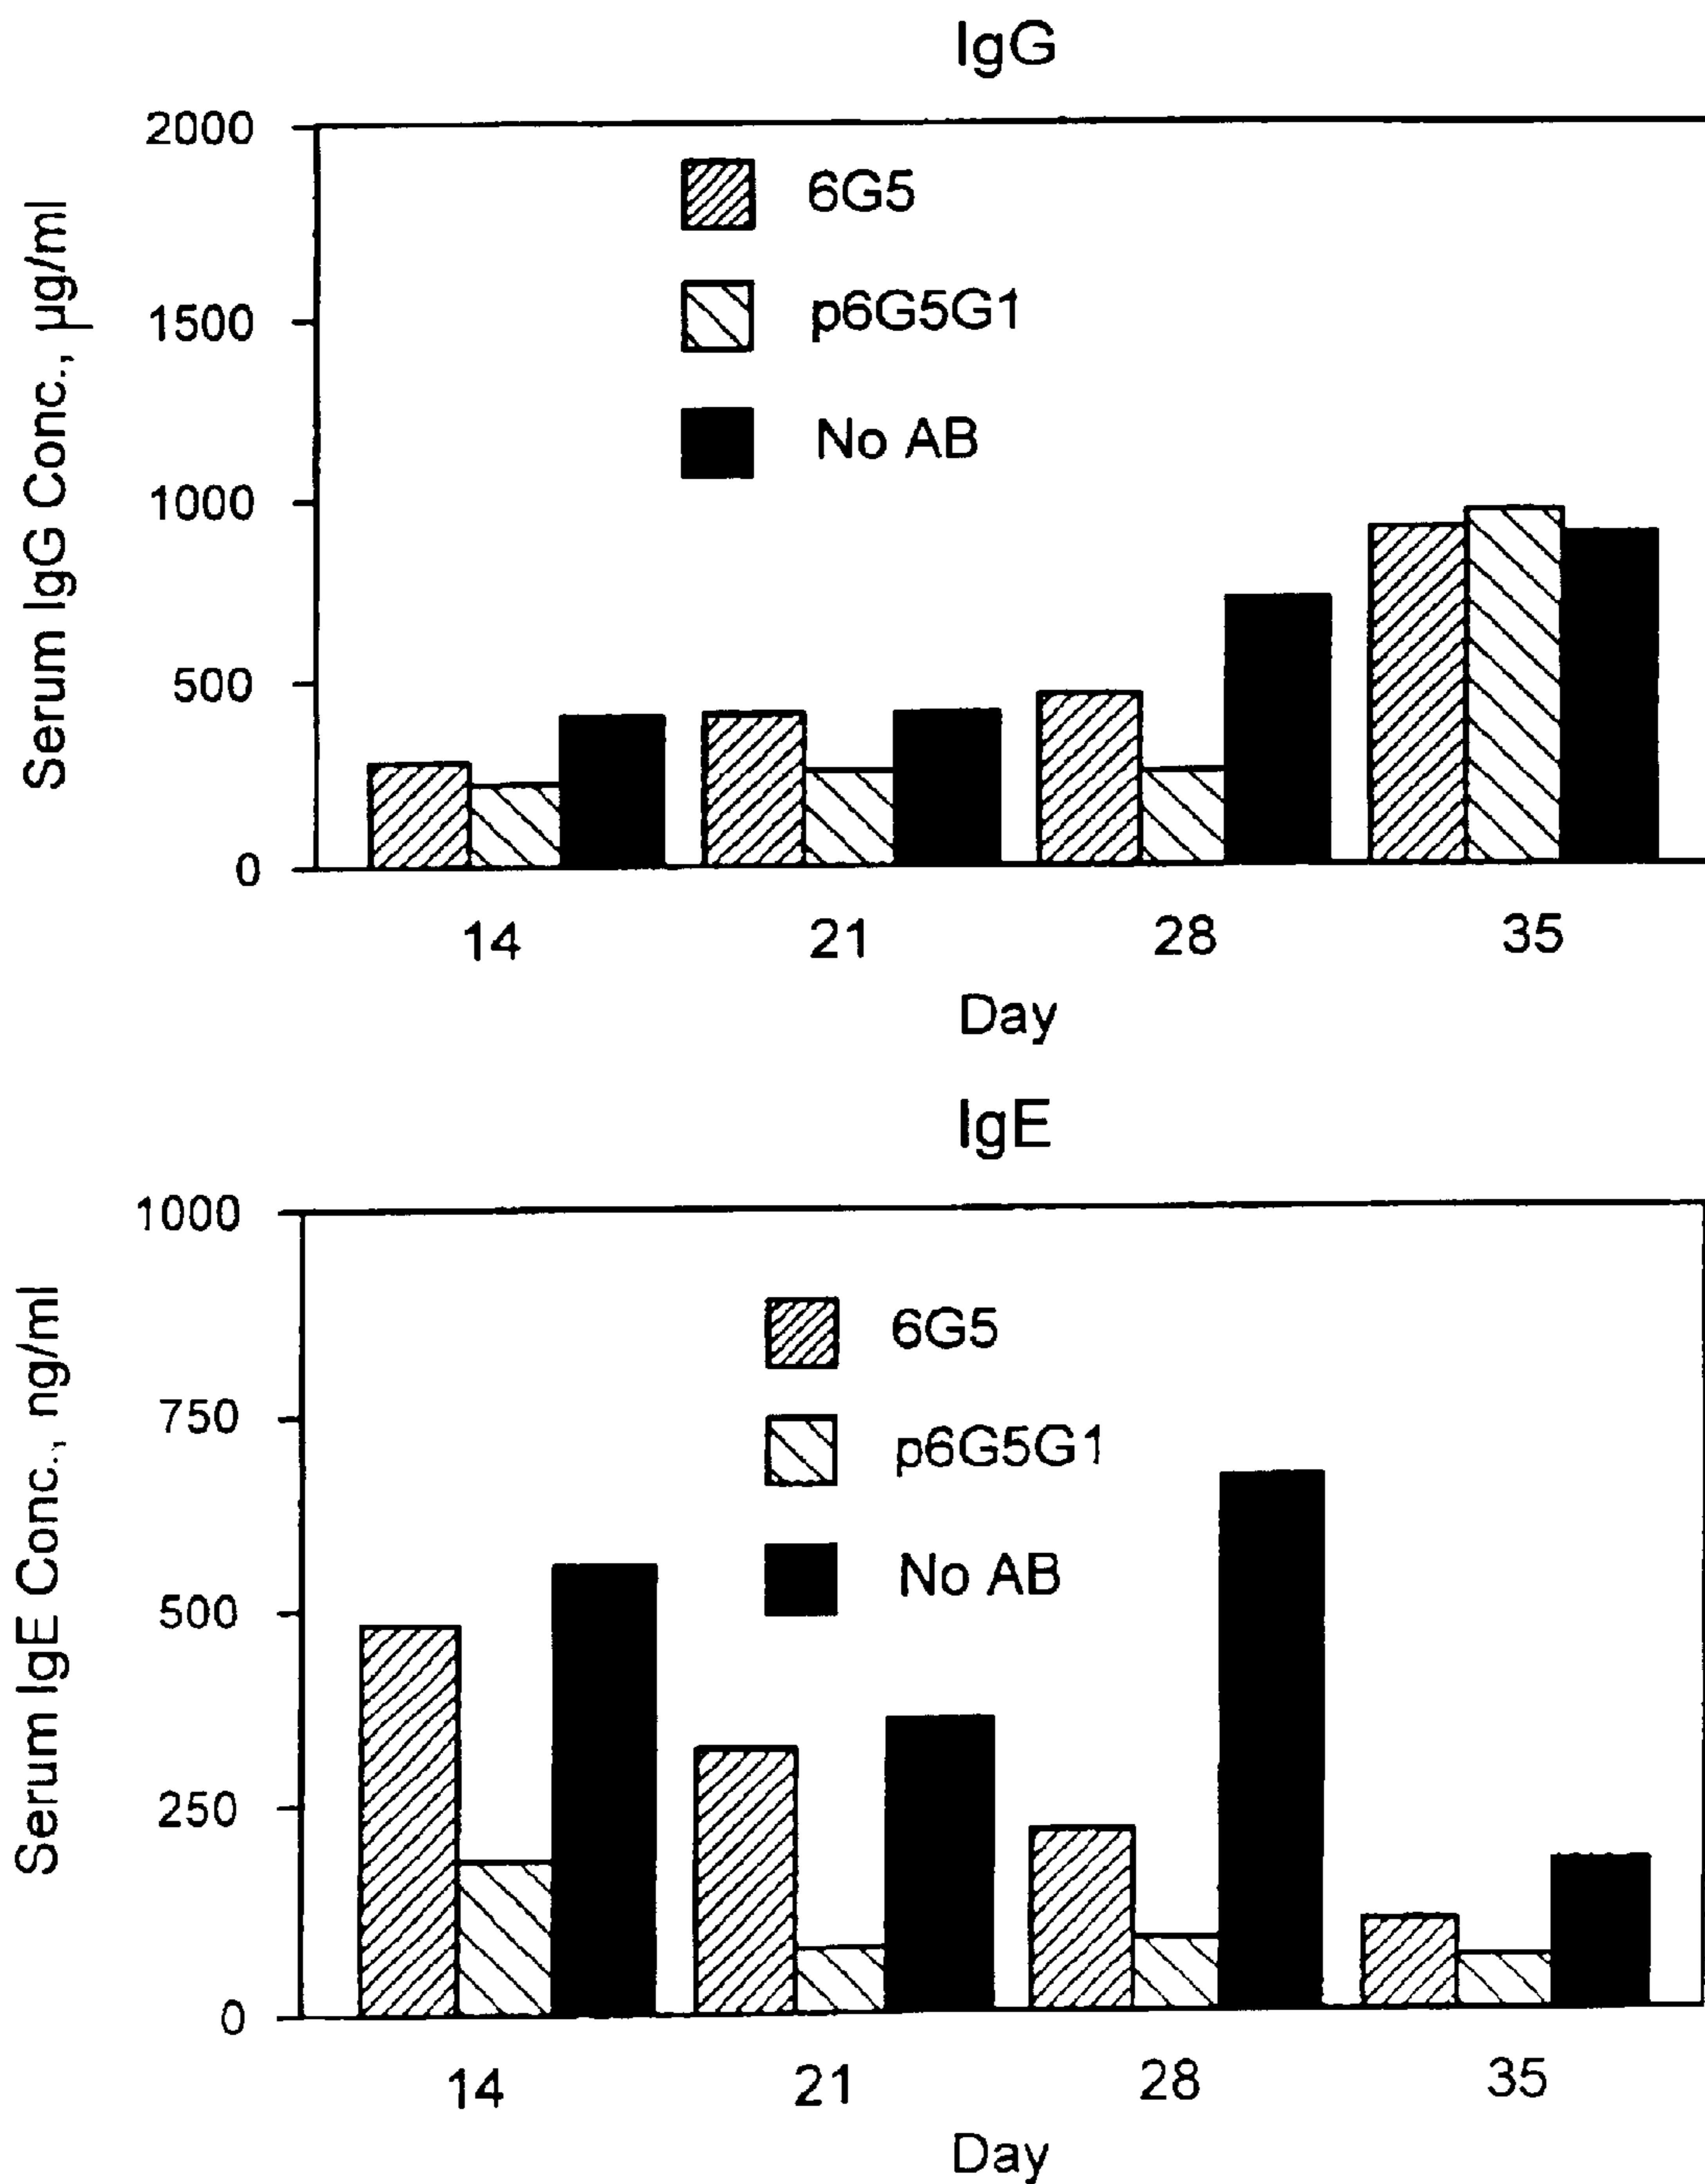 IgG
Serum IgG Conc., µg/ml
2000
1500
1000
500
0
6G5
p6G5G1
No AB
14 21 28 35
Day
IgE
Serum IgE Conc., ng/ml
1000
750
500
250
0
6G5
p6G5G1
No AB
14 21 28 35
Day